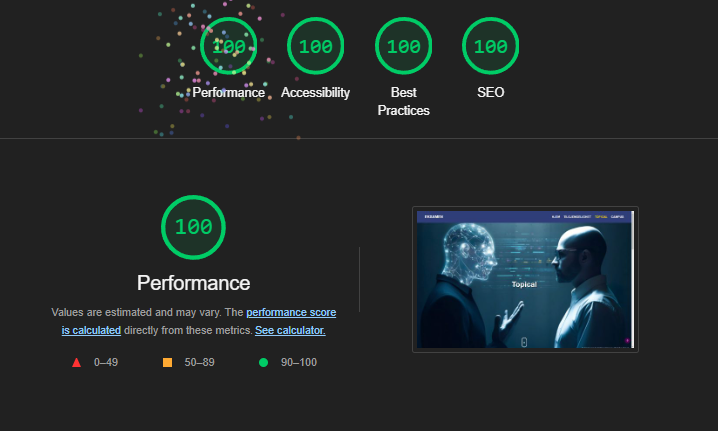 100
100
100
100
Performance
Accessibility
Best
Practices
SEO
100
Performance
Values are estimated and may vary. The performance score
is calculated directly from these metrics. See calculator.
0–49
50–89
90–100
Topical